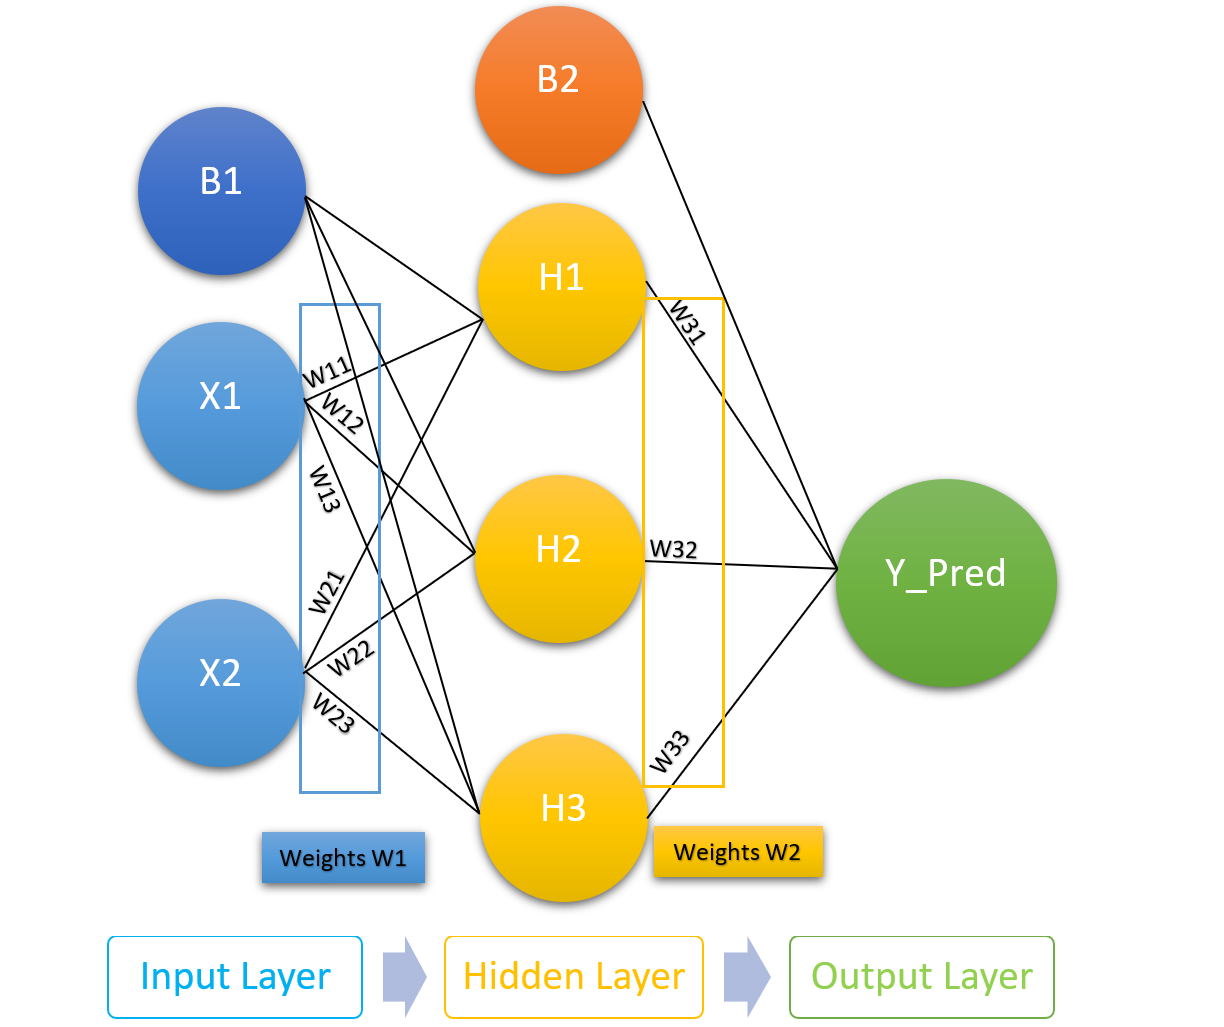 B2
B1
H1
X1
W11
W12
W13
W31
H2
W32
Y_Pred
X2
W21
W22
W23
H3
W33
Weights W1
Weights W2
Input Layer
Hidden Layer
Output Layer